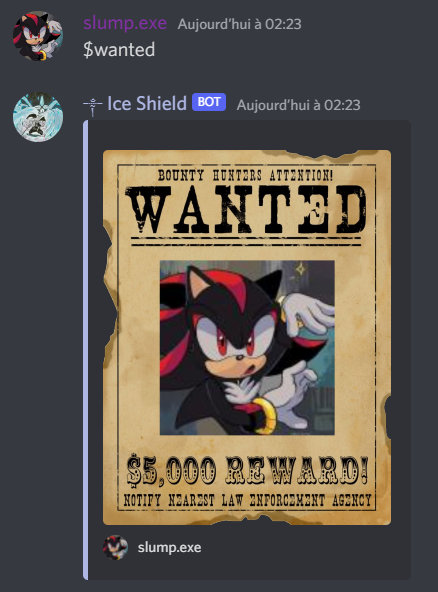 slump.exe Aujourd'hui à 02:23
$wanted
Ice Shield BOT Aujourd'hui à 02:23
BOUNTY HUNTERS ATTENTION!
WANTED
$5,000 REWARD!
NOTIFY NEAREST LAW ENFORCEMENT AGENCY
slump.exe